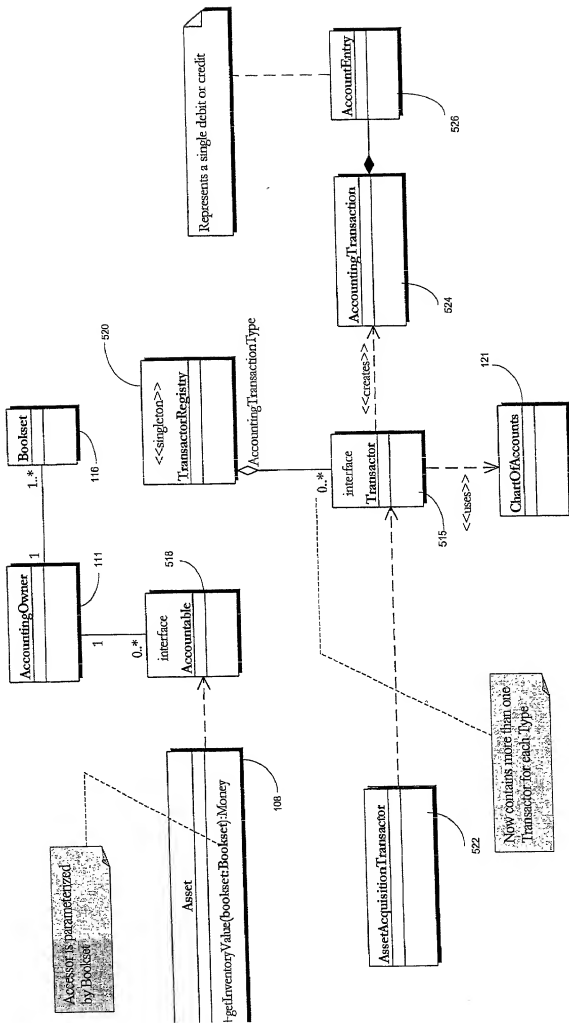 Accessor is parameterized
by Bookset
Asset
+getInventoryValue(bookset:Bookset):Money
108
AccountingOwner
111
1
1..*
Bookset
116
1
0..*
interface
Accountable
518
<<singleton>>
TransactorRegistry
520
AccountingTransactionType
0..*
interface
Transactor
515
<<creates>>
AccountingTransaction
524
AccountEntry
526
Represents a single debit or credit
<<uses>>
ChartOfAccounts
121
AssetAcquisitionTransactor
522
Now contains more than one
Transactor for each Type